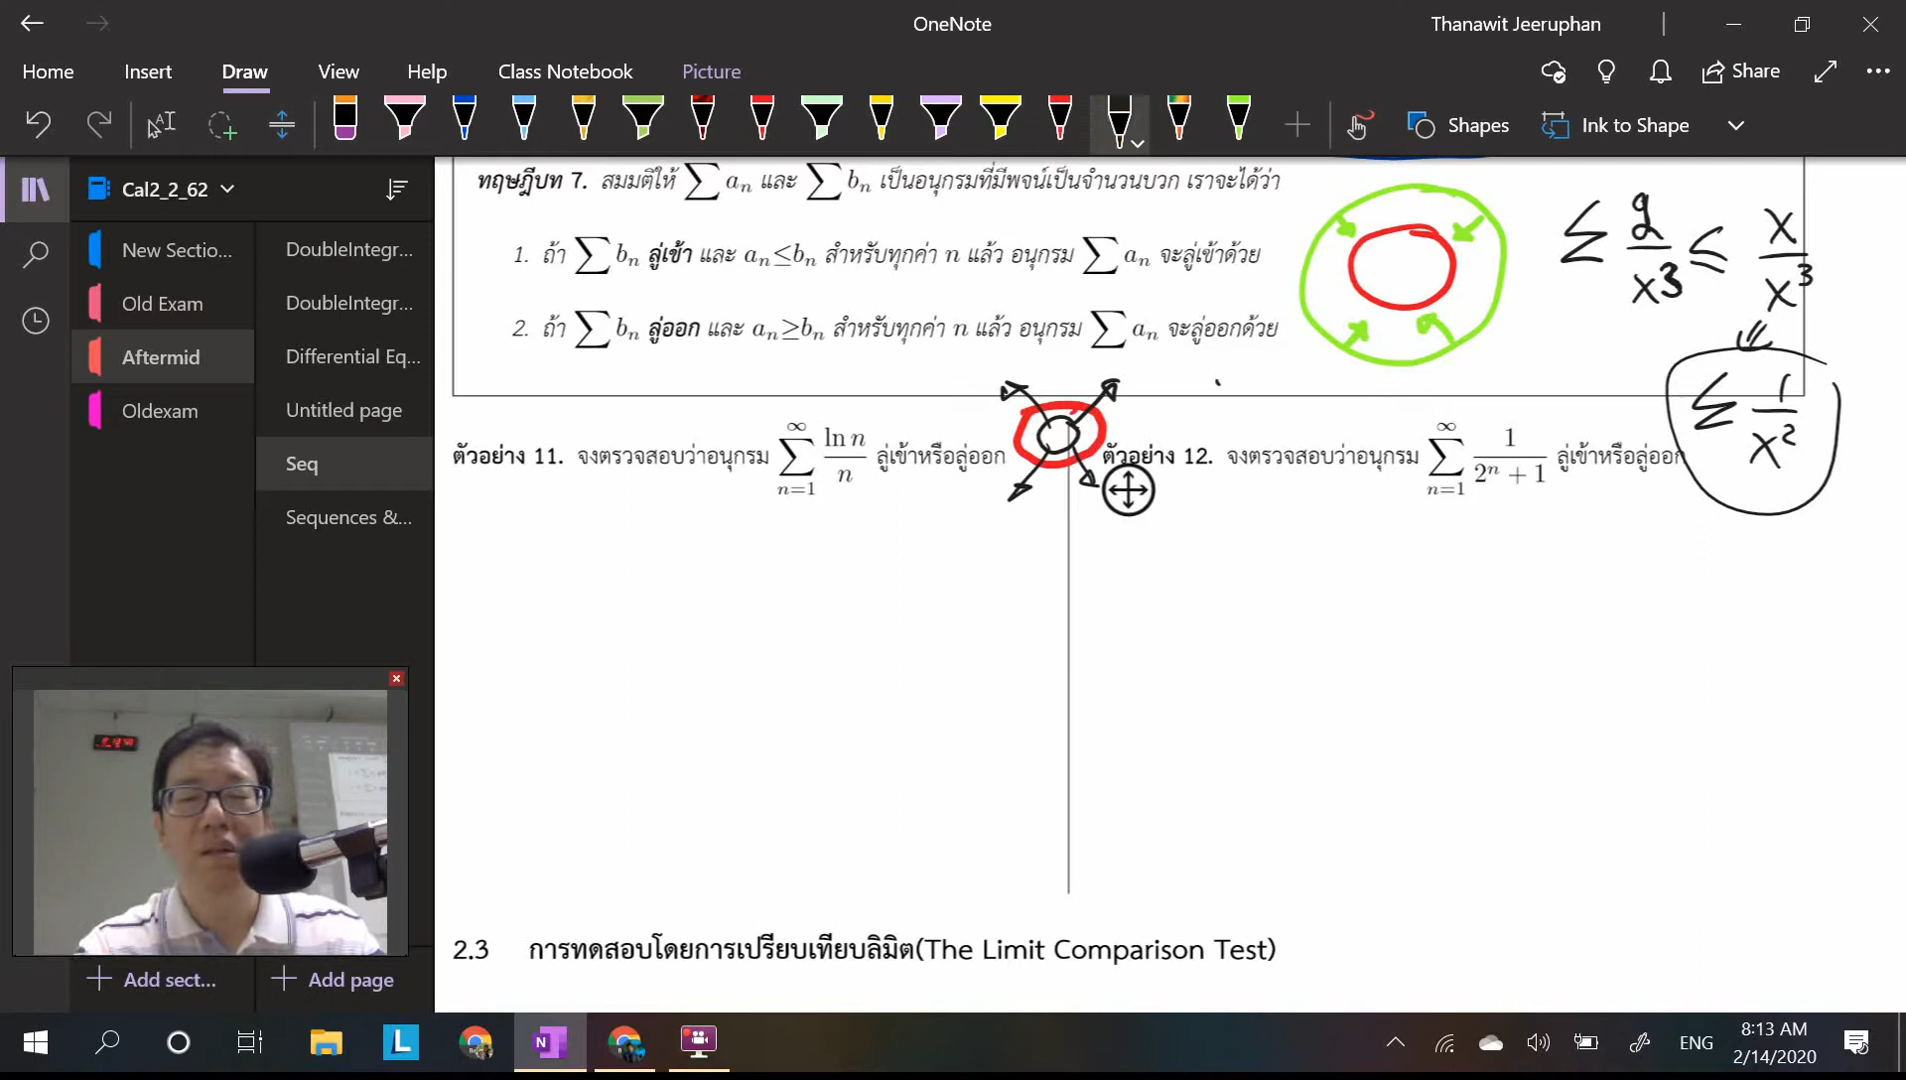 OneNote
Thanawit Jeeruphan
Home Insert Draw View Help Class Notebook Picture
Share
Shapes Ink to Shape
Cal2_2_62
New Sectio...
Old Exam
Aftermid
Oldexam
DoubleIntegr...
DoubleIntegr...
Differential Eq...
Untitled page
Seq
Sequences &...
Add sect...
Add page
ทฤษฎีบท 7. สมมติให้ ∑ aₙ และ ∑ bₙ เป็นอนุกรมที่มีพจน์เป็นจำนวนบวก เราจะได้ว่า
1. ถ้า ∑ bₙ ลู่เข้า และ aₙ≤bₙ สำหรับทุกค่า n แล้ว อนุกรม ∑ aₙ จะลู่เข้าด้วย
2. ถ้า ∑ bₙ ลู่ออก และ aₙ≥bₙ สำหรับทุกค่า n แล้ว อนุกรม ∑ aₙ จะลู่ออกด้วย
≤ x/x³
∑ 1/x²
ตัวอย่าง 11. จงตรวจสอบว่าอนุกรม ∑_{n=1}^{∞} ln n / n ลู่เข้าหรือลู่ออก
ตัวอย่าง 12. จงตรวจสอบว่าอนุกรม ∑_{n=1}^{∞} 1/(2ⁿ + 1) ลู่เข้าหรือลู่ออก
2.3 การทดสอบโดยการเปรียบเทียบลิมิต(The Limit Comparison Test)
ENG
8:13 AM
2/14/2020